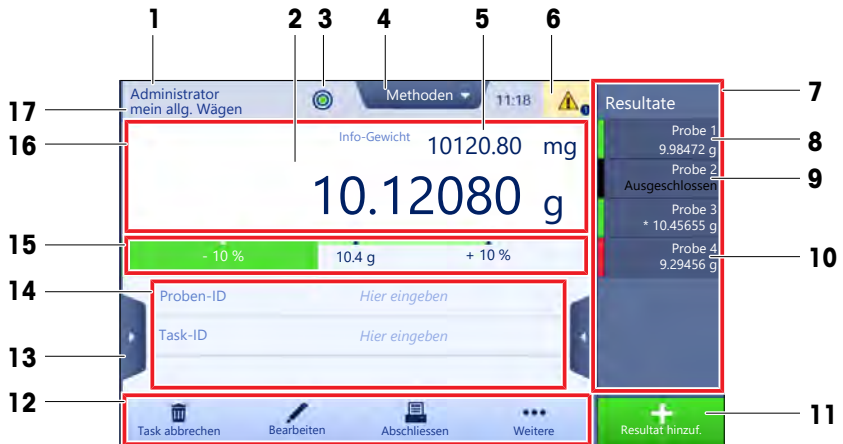 1
2
3
4
5
6
Administrator
mein allg. Wägen
Methoden
11:18
Resultate
7
17
16
Info-Gewicht 10120.80 mg
10.12080 g
Probe 1
9.98472 g
8
Probe 2
Ausgeschlossen
9
Probe 3
* 10.45655 g
Probe 4
9.29456 g
10
15
- 10 % 10.4 g + 10 %
14
Proben-ID Hier eingeben
Task-ID Hier eingeben
13
12
Task abbrechen
Bearbeiten
Abschliessen
Weitere
Resultat hinzuf.
11